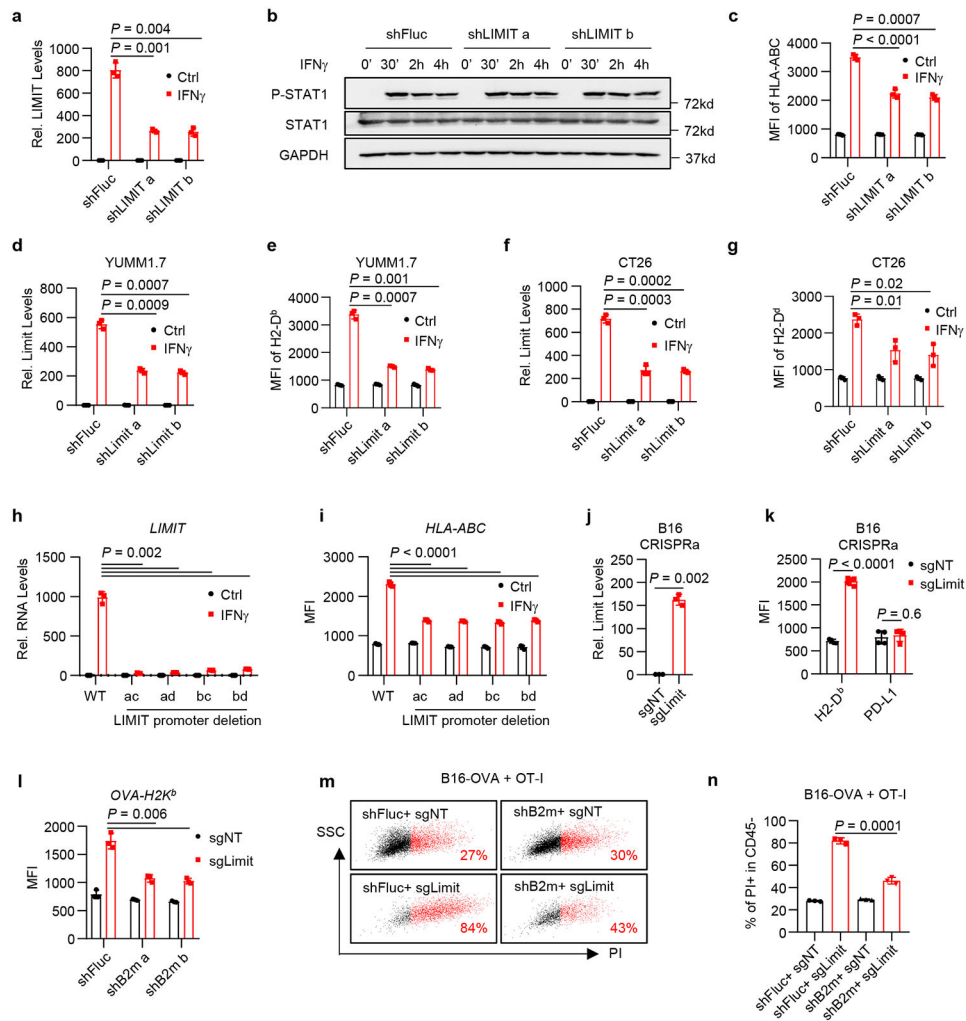 a
P = 0.004
P = 0.001
Rel. LIMIT Levels
1000
800
600
400
200
0
Ctrl
IFNγ
shFluc
shLIMIT a
shLIMIT b
b
shFluc shLIMIT a shLIMIT b
IFNγ 0' 30' 2h 4h 0' 30' 2h 4h 0' 30' 2h 4h
P-STAT1
72kd
STAT1
72kd
GAPDH
37kd
c
P = 0.0007
P < 0.0001
MFI of HLA-ABC
4000
3000
2000
1000
0
Ctrl
IFNγ
shFluc
shLIMIT a
shLIMIT b
d
YUMM1.7
P = 0.0007
P = 0.0009
Rel. Limit Levels
800
600
400
200
0
Ctrl
IFNγ
shFluc
shLimit a
shLimit b
e
YUMM1.7
P = 0.001
P = 0.0007
MFI of H2-Dᵇ
4000
3000
2000
1000
0
Ctrl
IFNγ
shFluc
shLimit a
shLimit b
f
CT26
P = 0.0002
P = 0.0003
Rel. Limit Levels
1000
800
600
400
200
0
Ctrl
IFNγ
shFluc
shLimit a
shLimit b
g
CT26
P = 0.02
P = 0.01
MFI of H2-Dᵈ
3000
2000
1000
0
Ctrl
IFNγ
shFluc
shLimit a
shLimit b
h
LIMIT
P = 0.002
Rel. RNA Levels
1500
1000
500
0
Ctrl
IFNγ
WT ac ad bc bd
LIMIT promoter deletion
i
HLA-ABC
P < 0.0001
MFI
3000
2000
1000
0
Ctrl
IFNγ
WT ac ad bc bd
LIMIT promoter deletion
j
B16
CRISPRa
P = 0.002
Rel. Limit Levels
200
150
100
50
0
sgNT
sgLimit
k
B16
CRISPRa
P < 0.0001
P = 0.6
MFI
2500
2000
1500
1000
500
0
sgNT
sgLimit
H2-Dᵇ
PD-L1
l
OVA-H2Kᵇ
P = 0.006
MFI
2000
1500
1000
500
0
sgNT
sgLimit
shFluc
shB2m a
shB2m b
m
B16-OVA + OT-I
SSC
shFluc+ sgNT
27%
shB2m+ sgNT
30%
shFluc+ sgLimit
84%
shB2m+ sgLimit
43%
PI
n
B16-OVA + OT-I
P = 0.0001
% of PI+ in CD45-
100
80
60
40
20
0
shFluc+ sgNT
shFluc+ sgLimit
shB2m+ sgNT
shB2m+ sgLimit